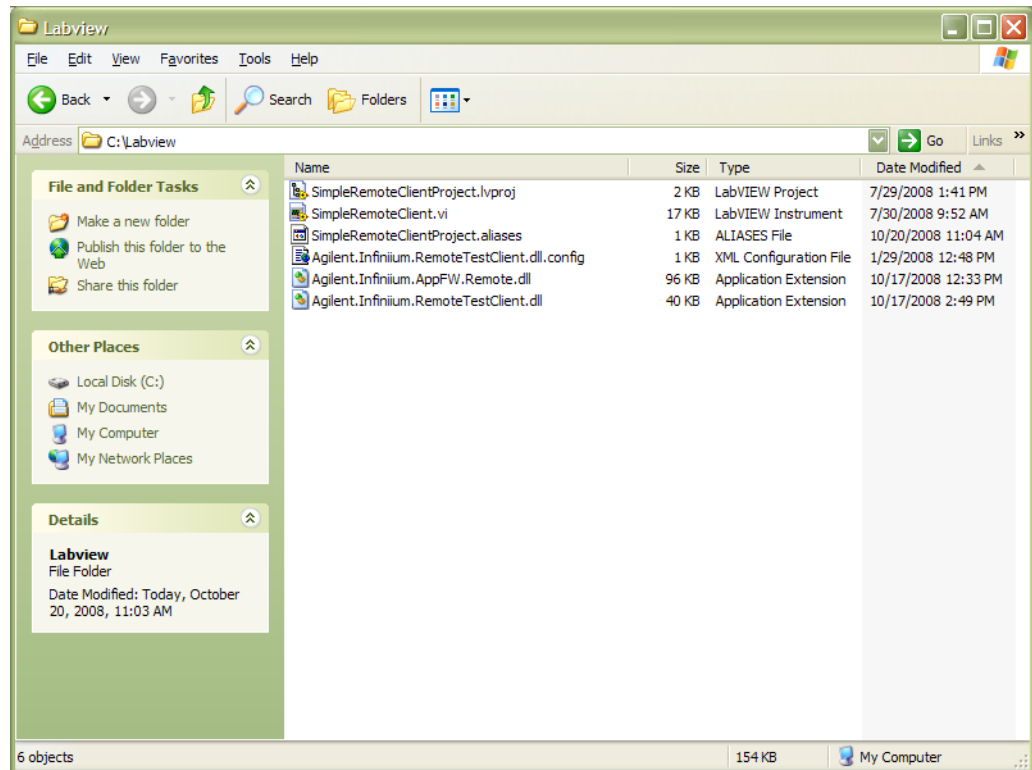 Labview
File Edit View Favorites Tools Help
Back Search Folders
Address C:\Labview Go Links »
File and Folder Tasks
Make a new folder
Publish this folder to the
Web
Share this folder
Other Places
Local Disk (C:)
My Documents
My Computer
My Network Places
Details
Labview
File Folder
Date Modified: Today, October
20, 2008, 11:03 AM
Name Size Type Date Modified
SimpleRemoteClientProject.lvproj 2 KB LabVIEW Project 7/29/2008 1:41 PM
SimpleRemoteClient.vi 17 KB LabVIEW Instrument 7/30/2008 9:52 AM
SimpleRemoteClientProject.aliases 1 KB ALIASES File 10/20/2008 11:04 AM
Agilent.Infiniium.RemoteTestClient.dll.config 1 KB XML Configuration File 1/29/2008 12:48 PM
Agilent.Infiniium.AppFW.Remote.dll 96 KB Application Extension 10/17/2008 12:33 PM
Agilent.Infiniium.RemoteTestClient.dll 40 KB Application Extension 10/17/2008 2:49 PM
6 objects 154 KB My Computer